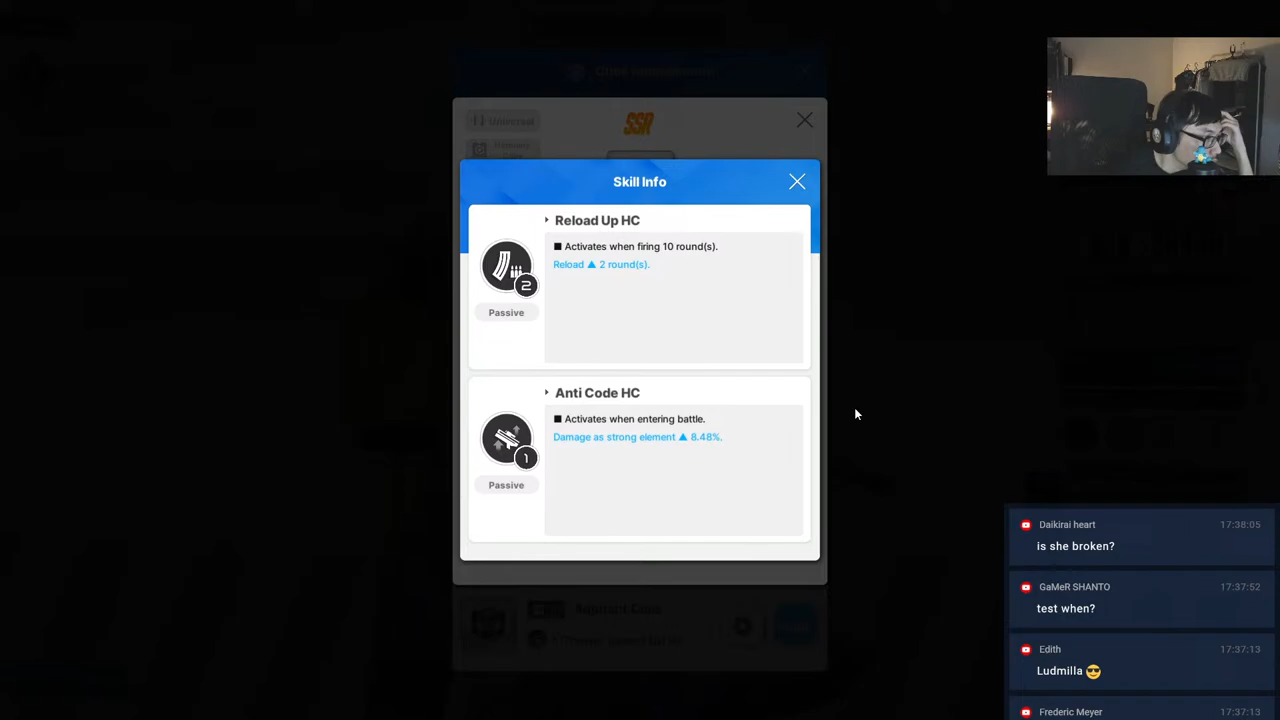 Universal
SSR
Skill Info
Reload Up HC
■ Activates when firing 10 round(s).
Reload ▲ 2 round(s).
2
Passive
Anti Code HC
■ Activates when entering battle.
Damage as strong element ▲ 8.48%.
1
Passive
Daikirai heart 17:38:05
is she broken?
GaMeR SHANTO 17:37:52
test when?
Edith 17:37:13
Ludmilla 😎
Frederic Meyer 17:37:13